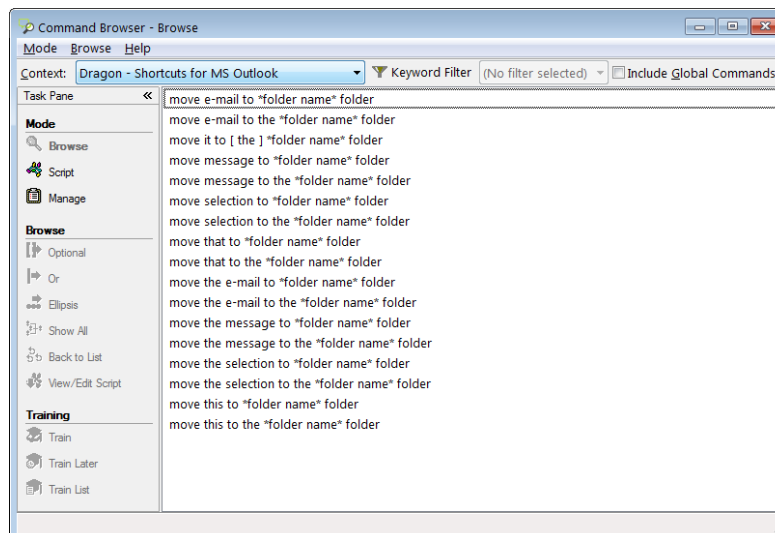 Command Browser - Browse
Mode Browse Help
Context: Dragon - Shortcuts for MS Outlook Keyword Filter (No filter selected) Include Global Commands
Task Pane «
Mode
Browse
Script
Manage
Browse
Optional
Or
Ellipsis
Show All
Back to List
View/Edit Script
Training
Train
Train Later
Train List
move e-mail to *folder name* folder
move e-mail to the *folder name* folder
move it to [ the ] *folder name* folder
move message to *folder name* folder
move message to the *folder name* folder
move selection to *folder name* folder
move selection to the *folder name* folder
move that to *folder name* folder
move that to the *folder name* folder
move the e-mail to *folder name* folder
move the e-mail to the *folder name* folder
move the message to *folder name* folder
move the message to the *folder name* folder
move the selection to *folder name* folder
move the selection to the *folder name* folder
move this to *folder name* folder
move this to the *folder name* folder